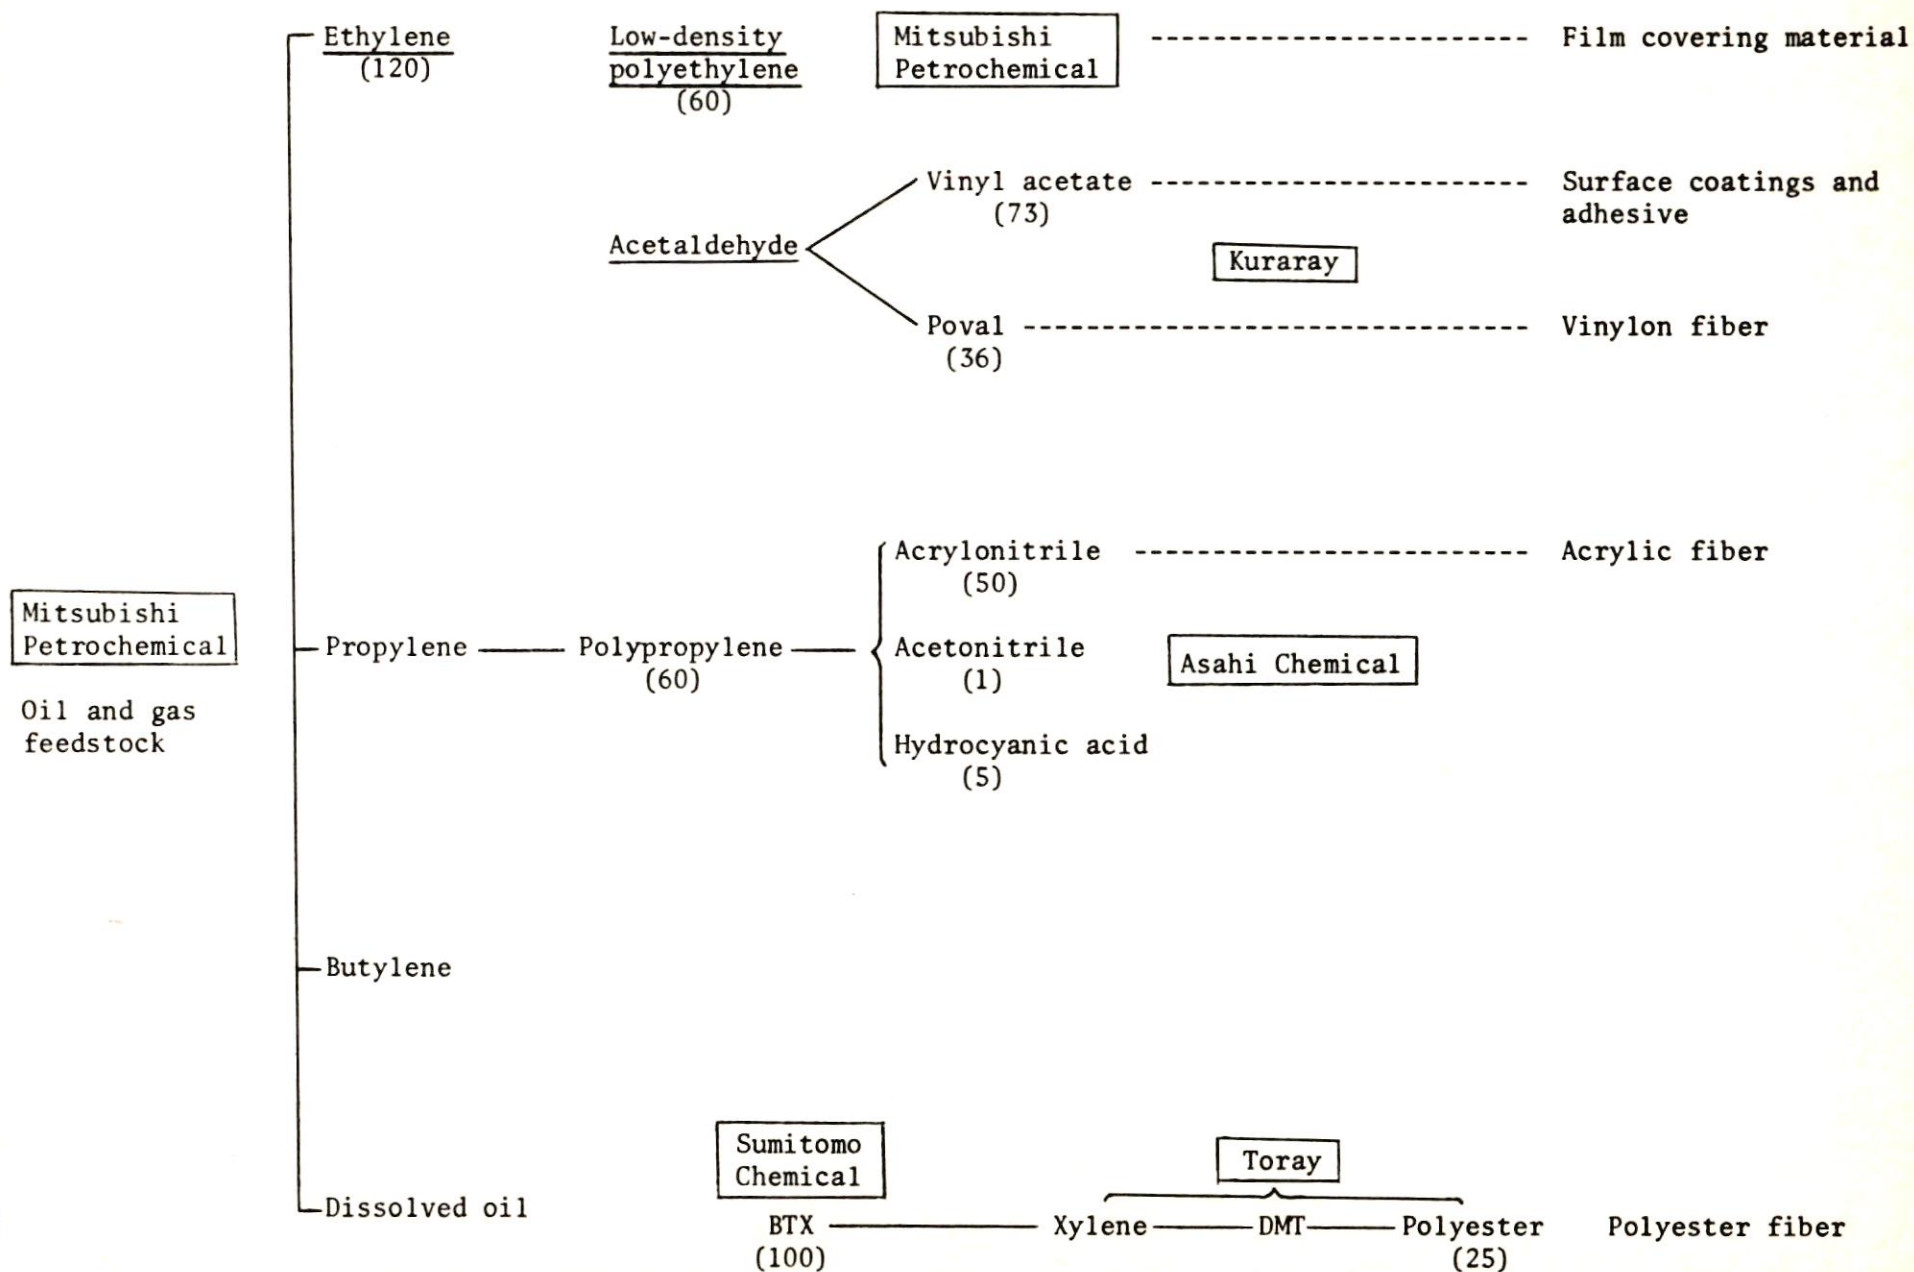 Ethylene
(120)
Low-density
polyethylene
(60)
Mitsubishi
Petrochemical
Film covering material
Vinyl acetate
(73)
Surface coatings and
adhesive
Acetaldehyde
Kuraray
Poval
(36)
Vinylon fiber
Acrylonitrile
(50)
Acrylic fiber
Mitsubishi
Petrochemical
Oil and gas
feedstock
Propylene
Polypropylene
(60)
Acetonitrile
(1)
Asahi Chemical
Hydrocyanic acid
(5)
Butylene
Sumitomo
Chemical
Toray
Dissolved oil
BTX
(100)
Xylene
DMT
Polyester
(25)
Polyester fiber